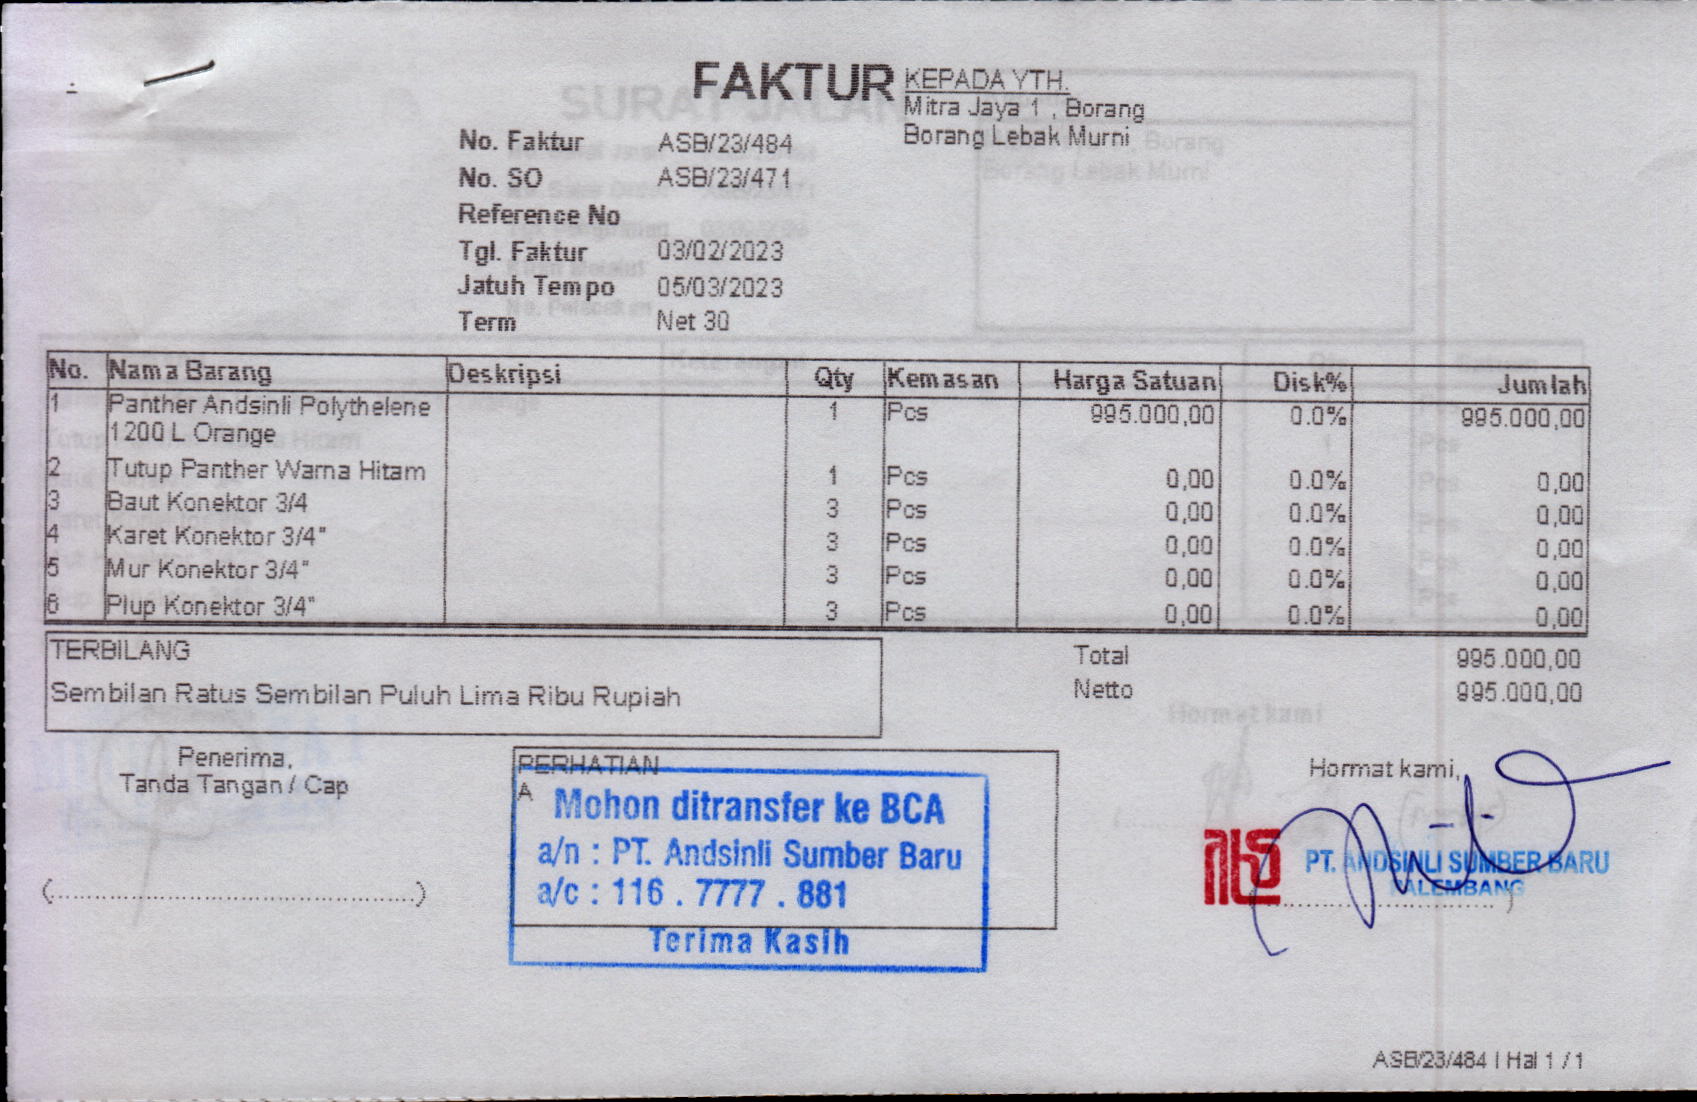 FAKTUR
KEPADA YTH.
Mitra Jaya 1 , Borang
Borang Lebak Murni
No. Faktur ASB/23/484
No. SO ASB/23/471
Reference No
Tgl. Faktur 03/02/2023
Jatuh Tempo 05/03/2023
Term Net 30
No. Nama Barang Deskripsi Qty Kemasan Harga Satuan Disk% Jumlah
1 Panther Andsinli Polythelene 1 Pcs 995.000,00 0.0% 995.000,00
1200 L Orange
2 Tutup Panther Warna Hitam 1 Pcs 0,00 0.0% 0,00
3 Baut Konektor 3/4 3 Pcs 0,00 0.0% 0,00
4 Karet Konektor 3/4" 3 Pcs 0,00 0.0% 0,00
5 Mur Konektor 3/4" 3 Pcs 0,00 0.0% 0,00
6 Plup Konektor 3/4" 3 Pcs 0,00 0.0% 0,00
TERBILANG
Sembilan Ratus Sembilan Puluh Lima Ribu Rupiah
Total 995.000,00
Netto 995.000,00
Penerima,
Tanda Tangan / Cap
(......................................................)
PERHATIAN
A
Mohon ditransfer ke BCA
a/n : PT. Andsinli Sumber Baru
a/c : 116 . 7777 . 881
Terima Kasih
Hormat kami,
PT. ANDSINLI SUMBER BARU
PALEMBANG
ASB/23/484 | Hal 1 / 1